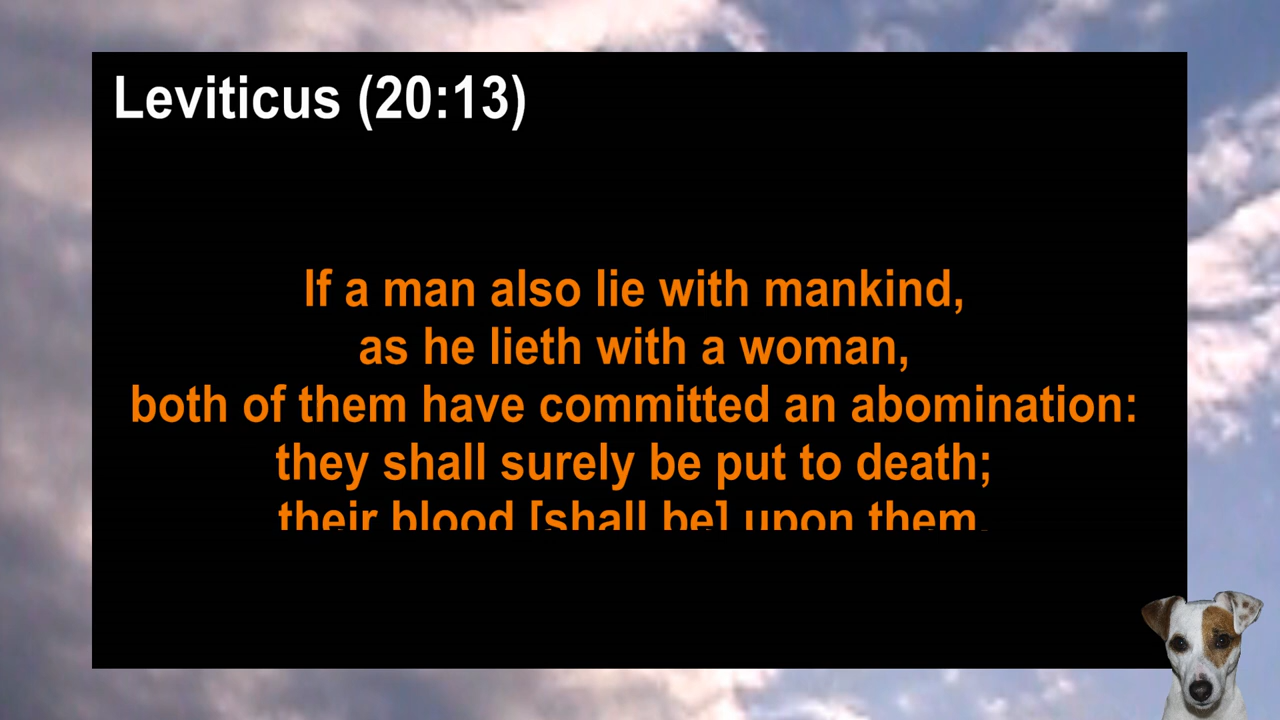 Leviticus (20:13)
If a man also lie with mankind,
as he lieth with a woman,
both of them have committed an abomination:
they shall surely be put to death;
their blood [shall be] upon them.